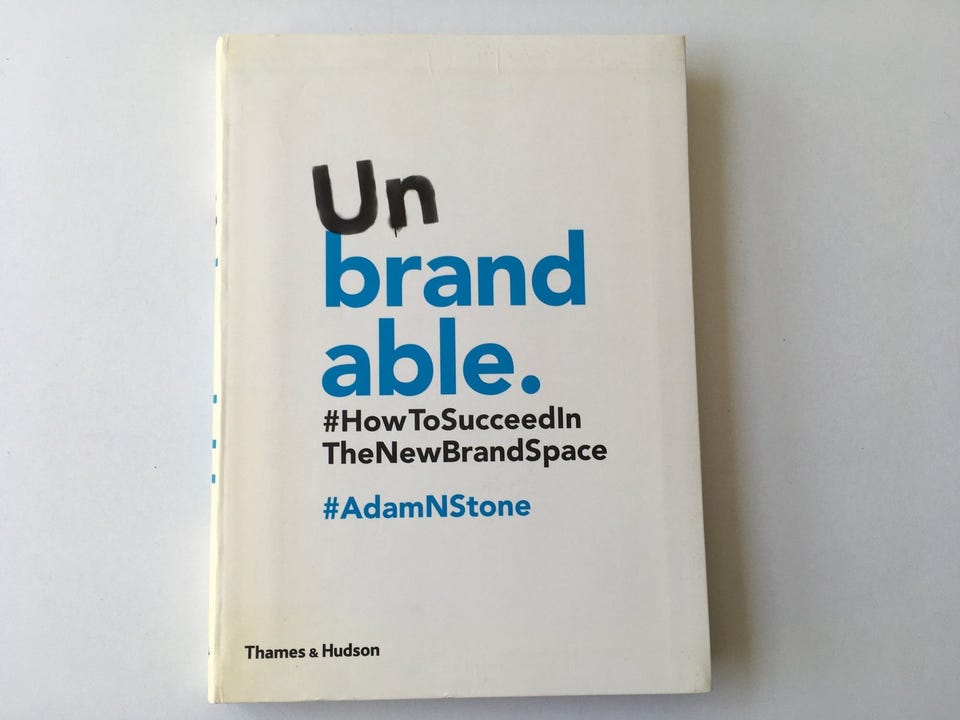 Un
brand
able.
#HowToSucceedIn
TheNewBrandSpace
#AdamNStone
Thames & Hudson